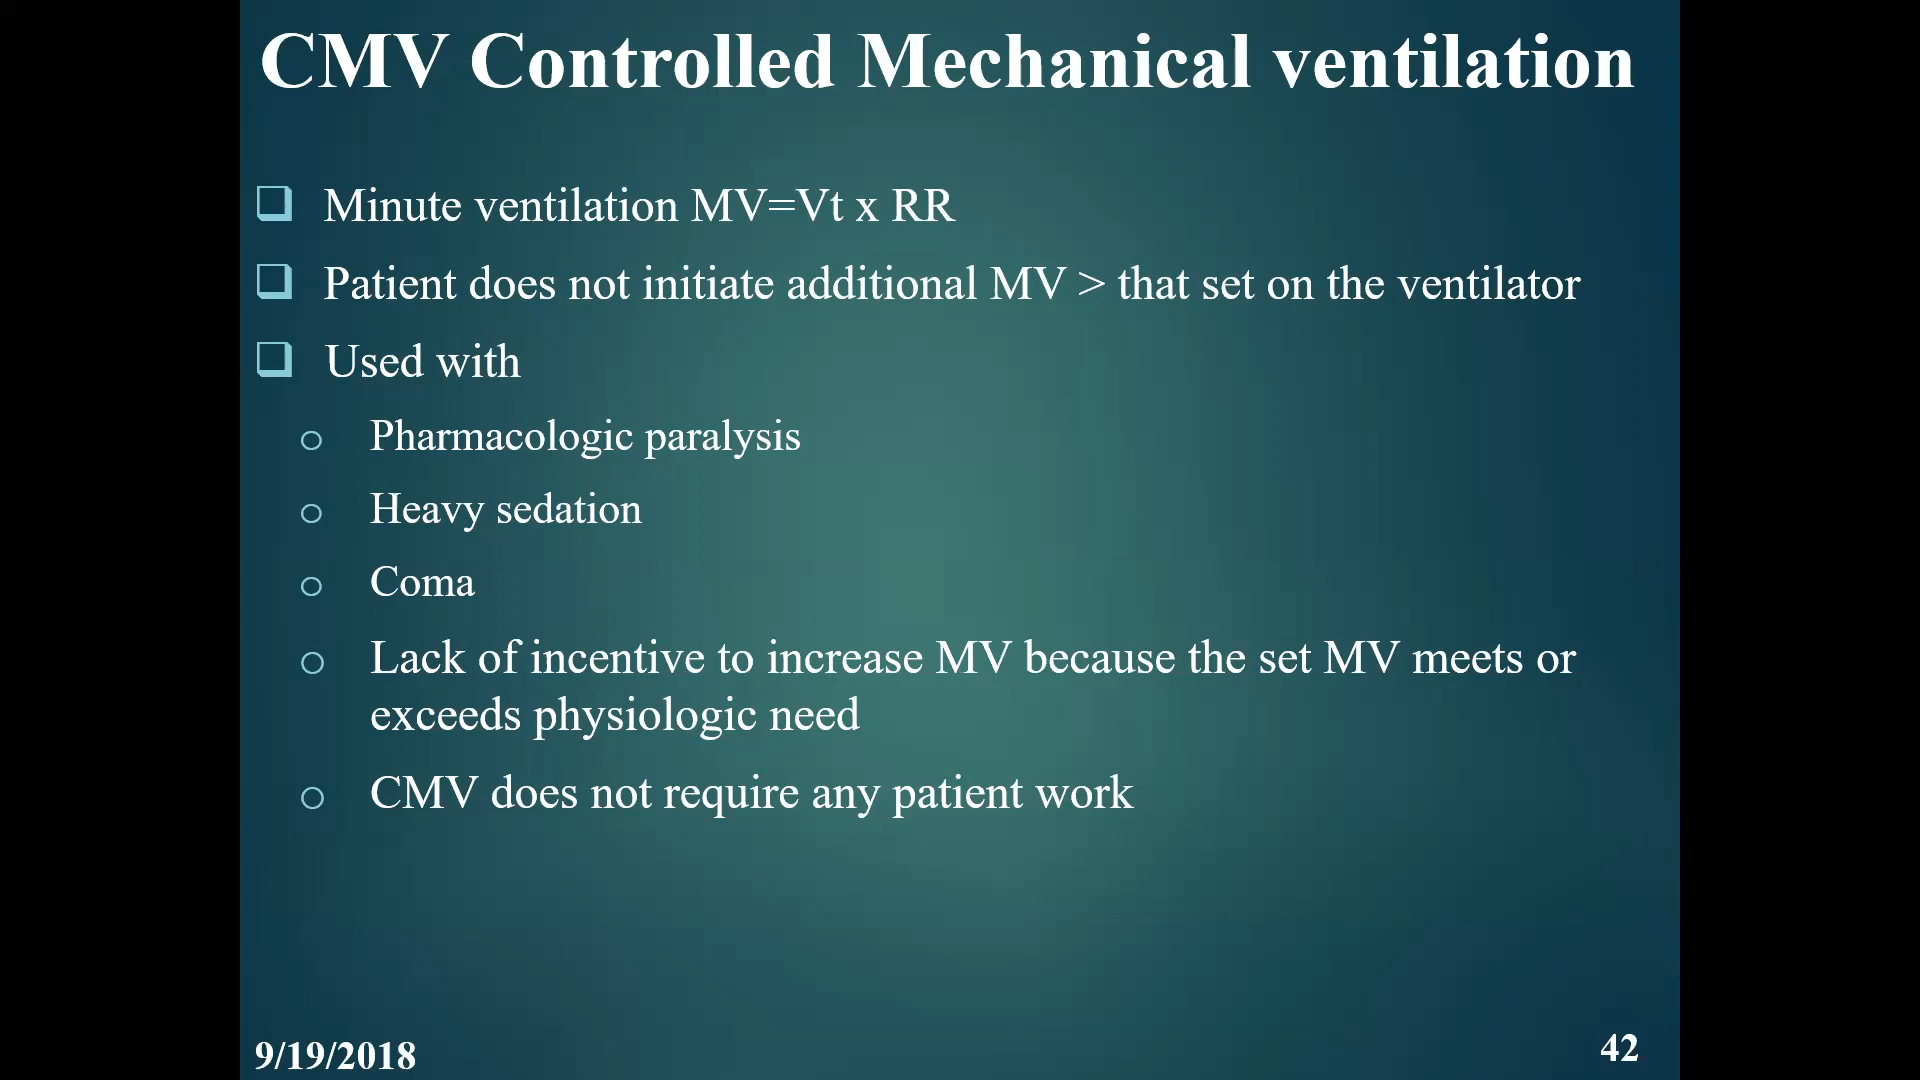 CMV Controlled Mechanical ventilation
Minute ventilation MV=Vt x RR
Patient does not initiate additional MV > that set on the ventilator
Used with
Pharmacologic paralysis
Heavy sedation
Coma
Lack of incentive to increase MV because the set MV meets or
exceeds physiologic need
CMV does not require any patient work
9/19/2018
42